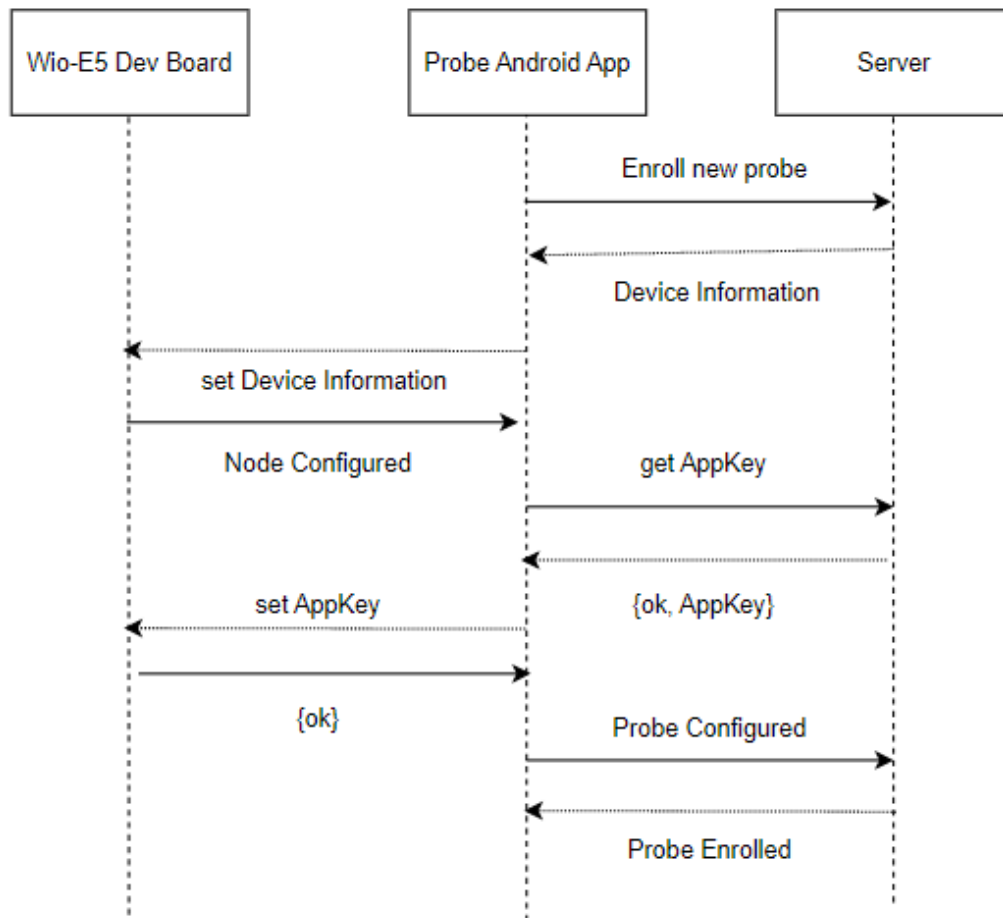 Wio-E5 Dev Board
Probe Android App
Server
Enroll new probe
Device Information
set Device Information
Node Configured
get AppKey
{ok, AppKey}
set AppKey
{ok}
Probe Configured
Probe Enrolled